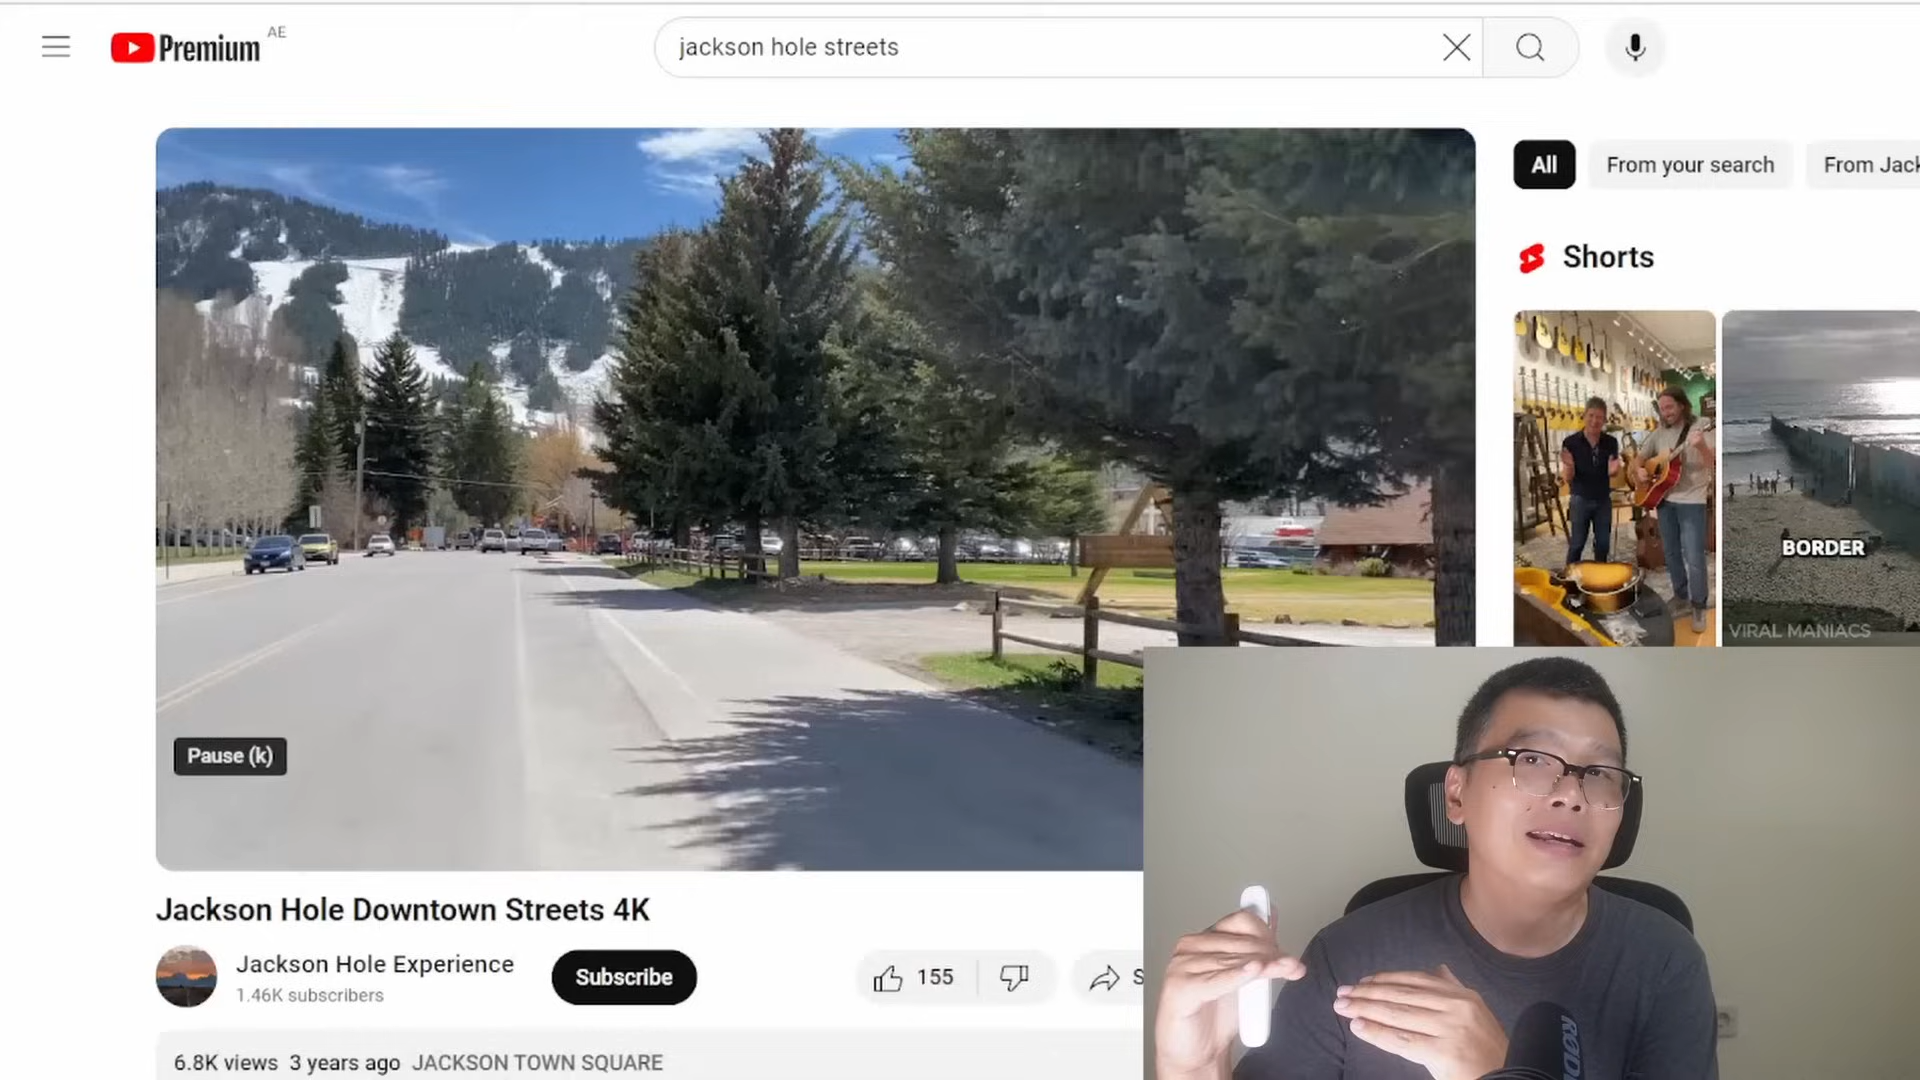 Premium AE
jackson hole streets
All
From your search
From Jack
Shorts
BORDER
VIRAL MANIACS
Pause (k)
Jackson Hole Downtown Streets 4K
Jackson Hole Experience
1.46K subscribers
Subscribe
155
S
6.8K views 3 years ago JACKSON TOWN SQUARE
RODE